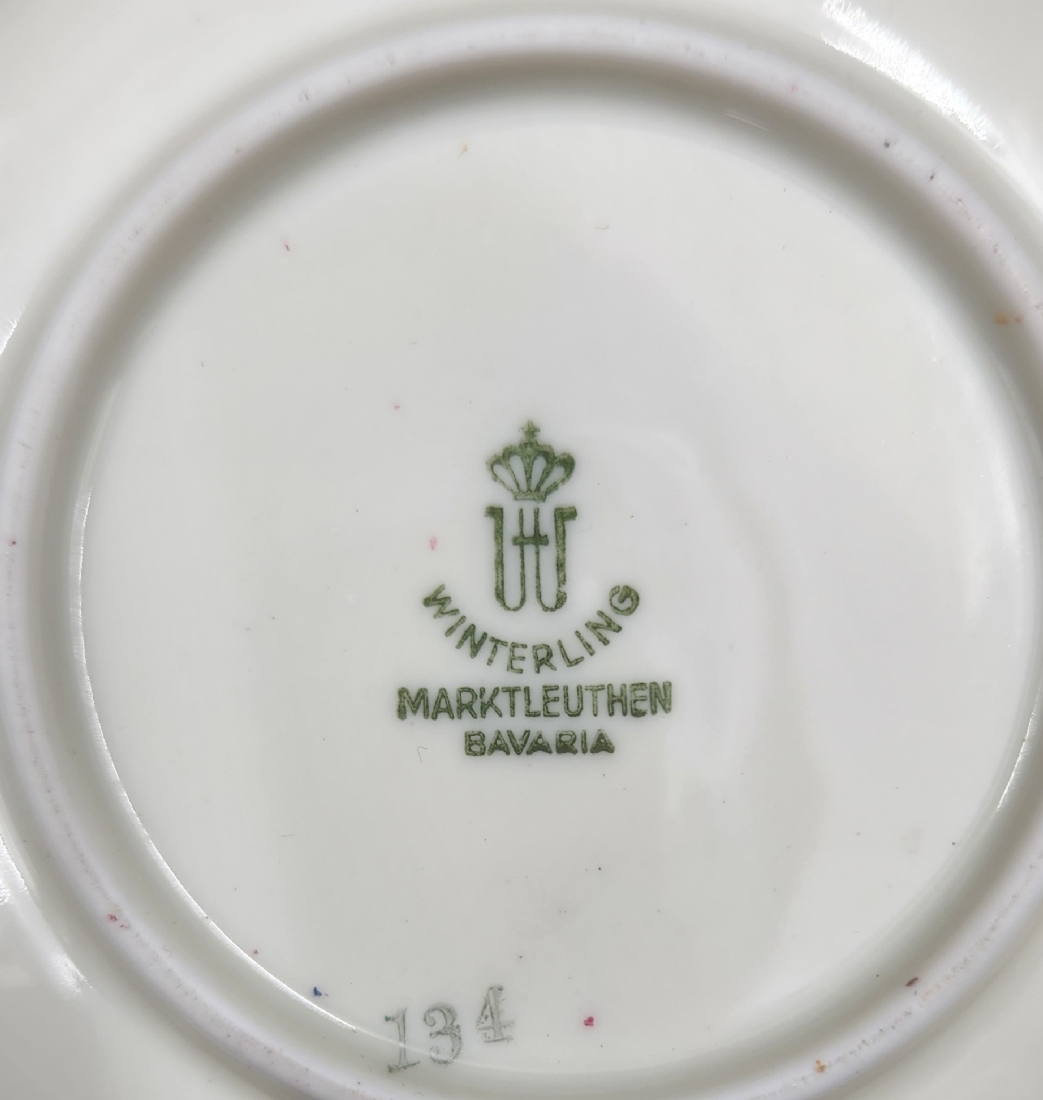 WINTERLING
MARKTLEUTHEN
BAVARIA
134